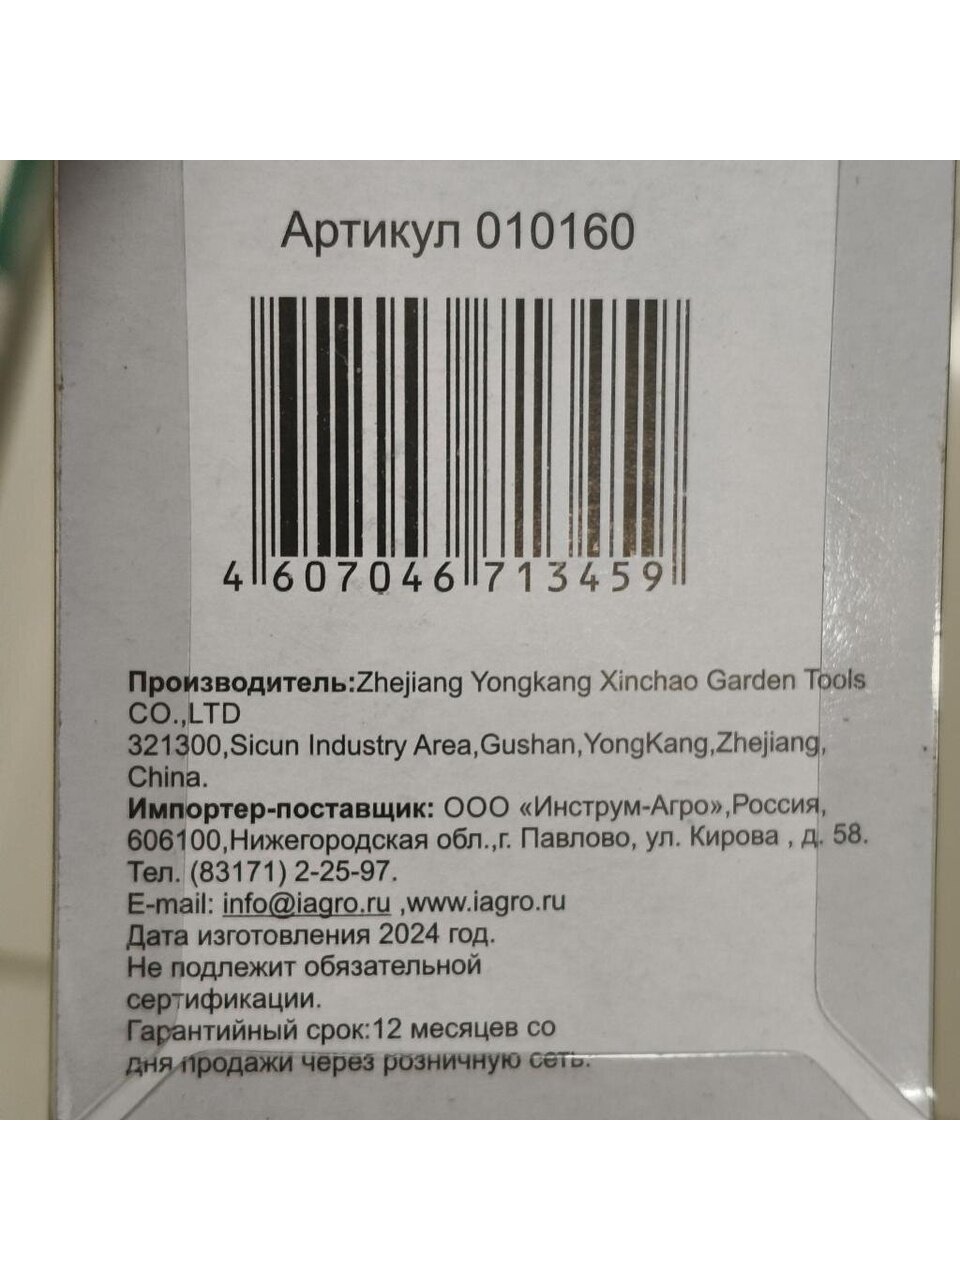 Артикул 010160
4 607046 713459
Производитель:Zhejiang Yongkang Xinchao Garden Tools
CO.,LTD
321300,Sicun Industry Area,Gushan,YongKang,Zhejiang,
China.
Импортер-поставщик: ООО «Инструм-Агро»,Россия,
606100,Нижегородская обл.,г. Павлово, ул. Кирова , д. 58.
Тел. (83171) 2-25-97.
E-mail: info@iagro.ru ,www.iagro.ru
Дата изготовления 2024 год.
Не подлежит обязательной
сертификации.
Гарантийный срок:12 месяцев со
дня продажи через розничную сеть.